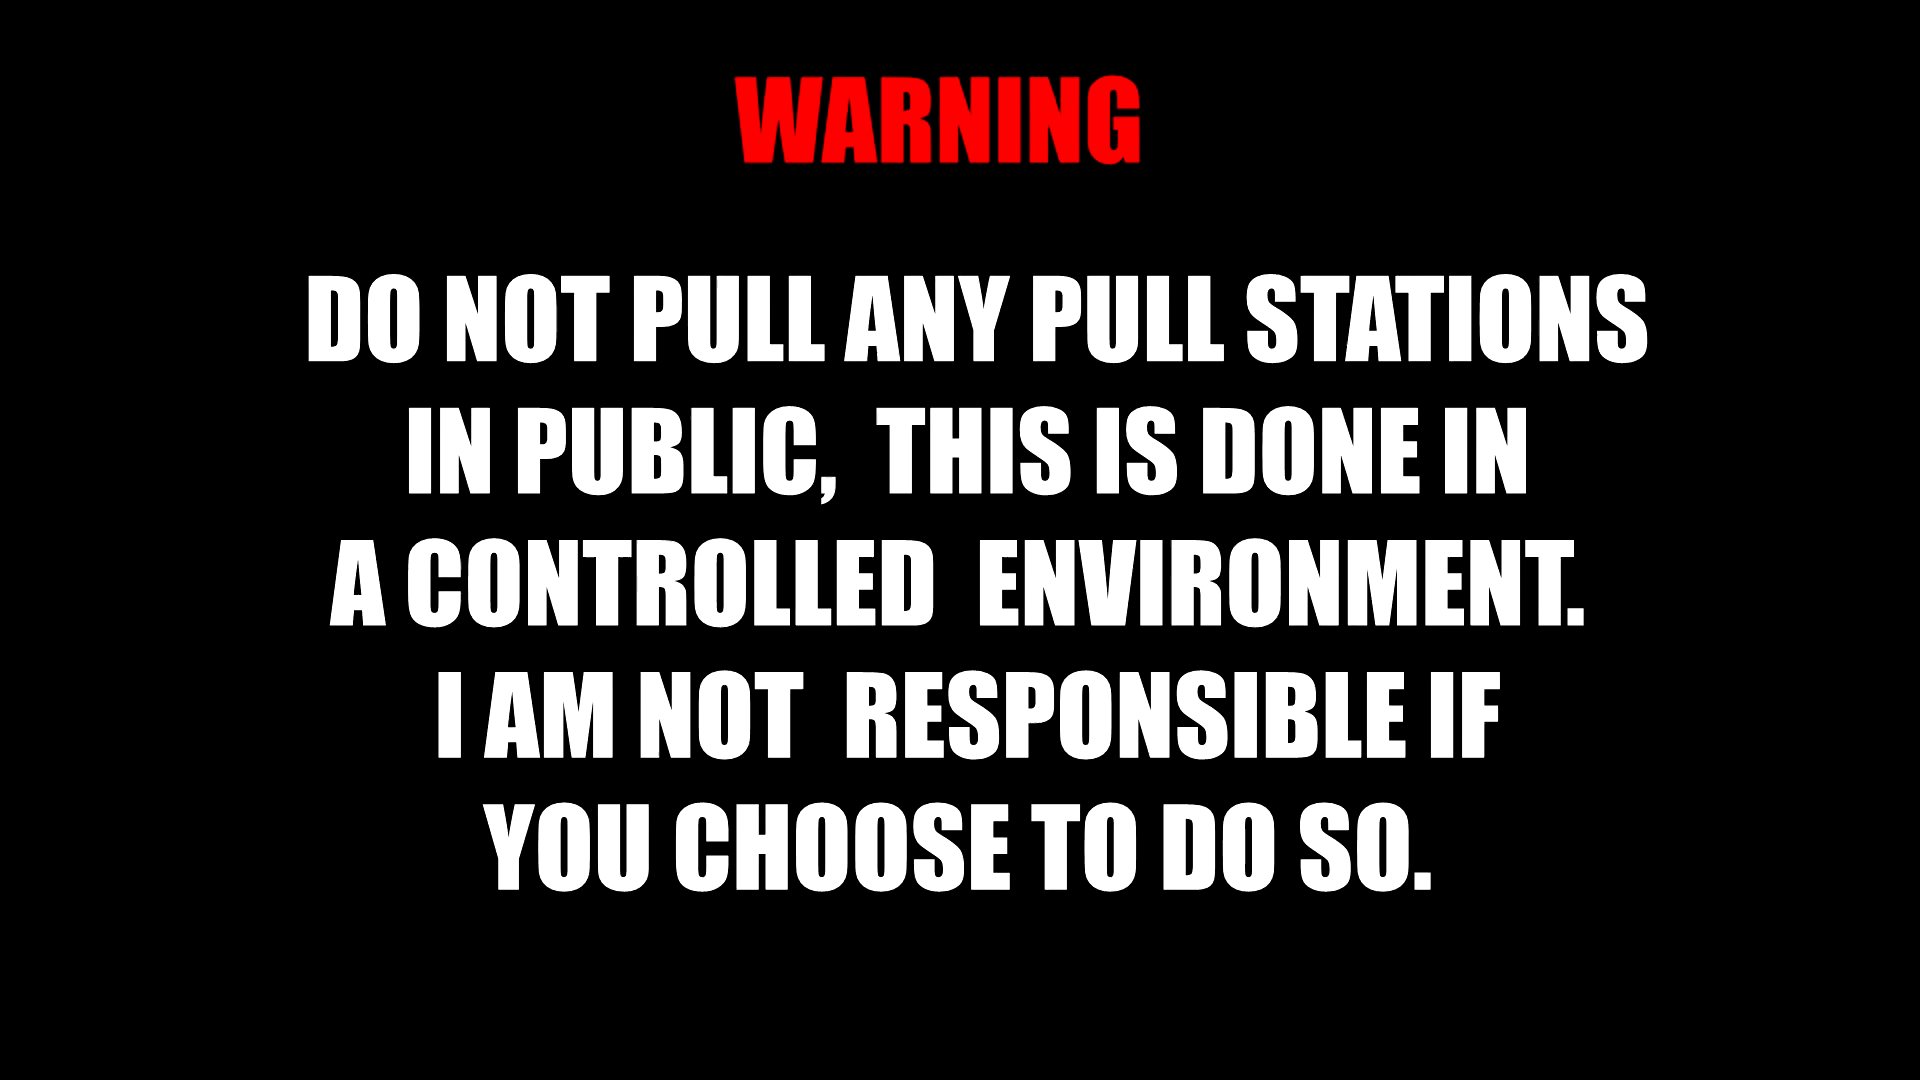 WARNING
DO NOT PULL ANY PULL STATIONS
IN PUBLIC, THIS IS DONE IN
A CONTROLLED ENVIRONMENT.
I AM NOT RESPONSIBLE IF
YOU CHOOSE TO DO SO.